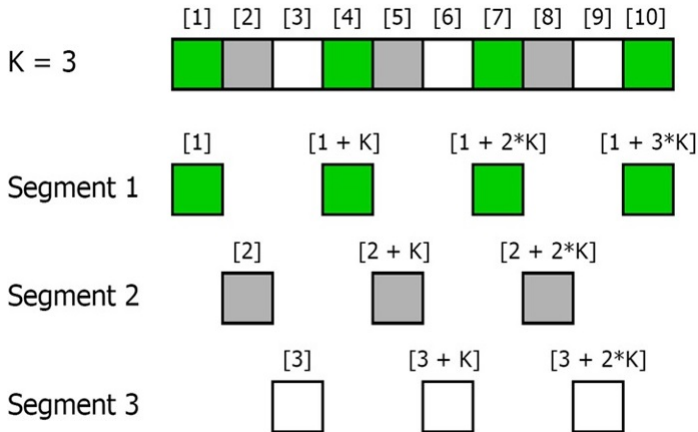 [1] [2] [3] [4] [5] [6] [7] [8] [9] [10]
K = 3
[1] [1 + K] [1 + 2*K] [1 + 3*K]
Segment 1
[2] [2 + K] [2 + 2*K]
Segment 2
[3] [3 + K] [3 + 2*K]
Segment 3